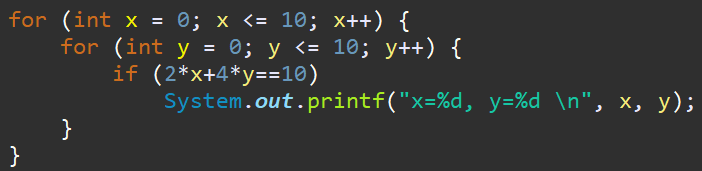 for (int x = 0; x <= 10; x++) {
    for (int y = 0; y <= 10; y++) {
        if (2*x+4*y==10)
            System.out.printf("x=%d, y=%d \n", x, y);
    }
}